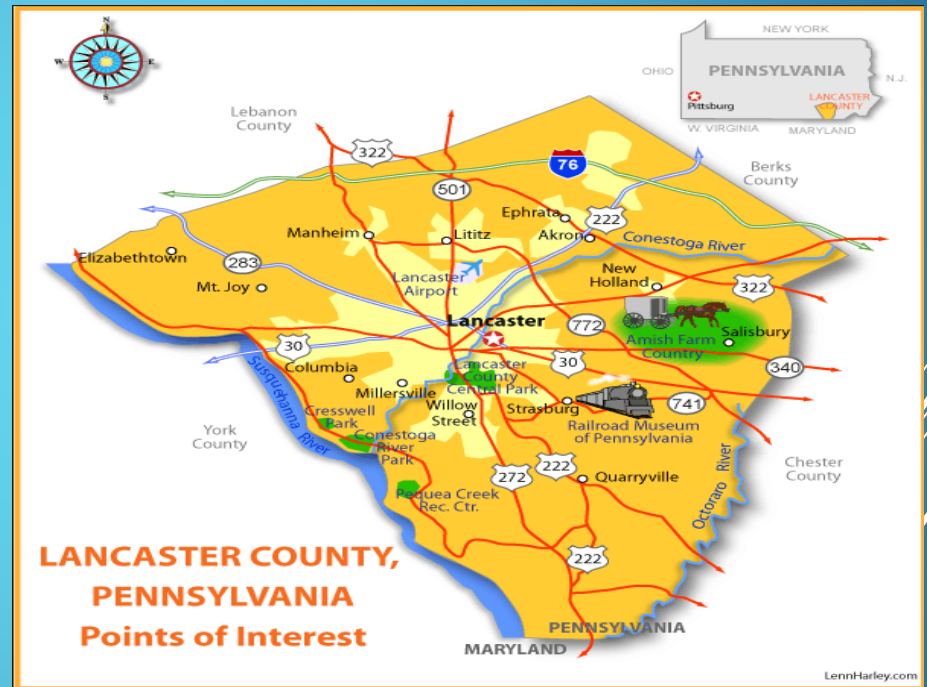 N
W
E
S
NEW YORK
OHIO
PENNSYLVANIA
N.J.
Pittsburg
LANCASTER
COUNTY
W. VIRGINIA
MARYLAND
Lebanon
County
322
76
501
Berks
County
Ephrata
222
Manheim
Lititz
Akron
Conestoga River
Elizabethtown
283
Mt. Joy
Lancaster
Airport
New
Holland
322
Lancaster
772
Amish Farm
Country
Salisbury
30
30
340
Columbia
Lancaster
County
Central Park
Millersville
Willow
Street
Strasburg
741
Susquehanna River
Cresswell
Park
Railroad Museum
of Pennsylvania
York
County
Conestoga
River
Park
272
222
Quarryville
Octoraro River
Chester
County
Pequea Creek
Rec. Ctr.
222
LANCASTER COUNTY,
PENNSYLVANIA
Points of Interest
PENNSYLVANIA
MARYLAND
LennHarley.com